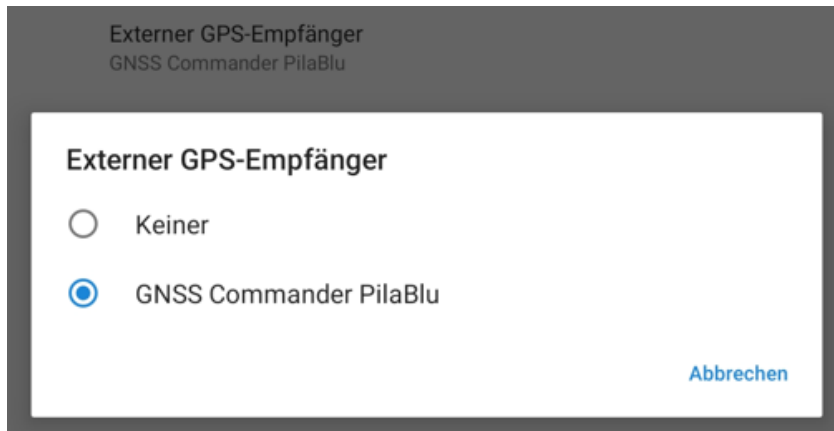 Externer GPS-Empfänger
GNSS Commander PilaBlu
Externer GPS-Empfänger
Keiner
GNSS Commander PilaBlu
Abbrechen